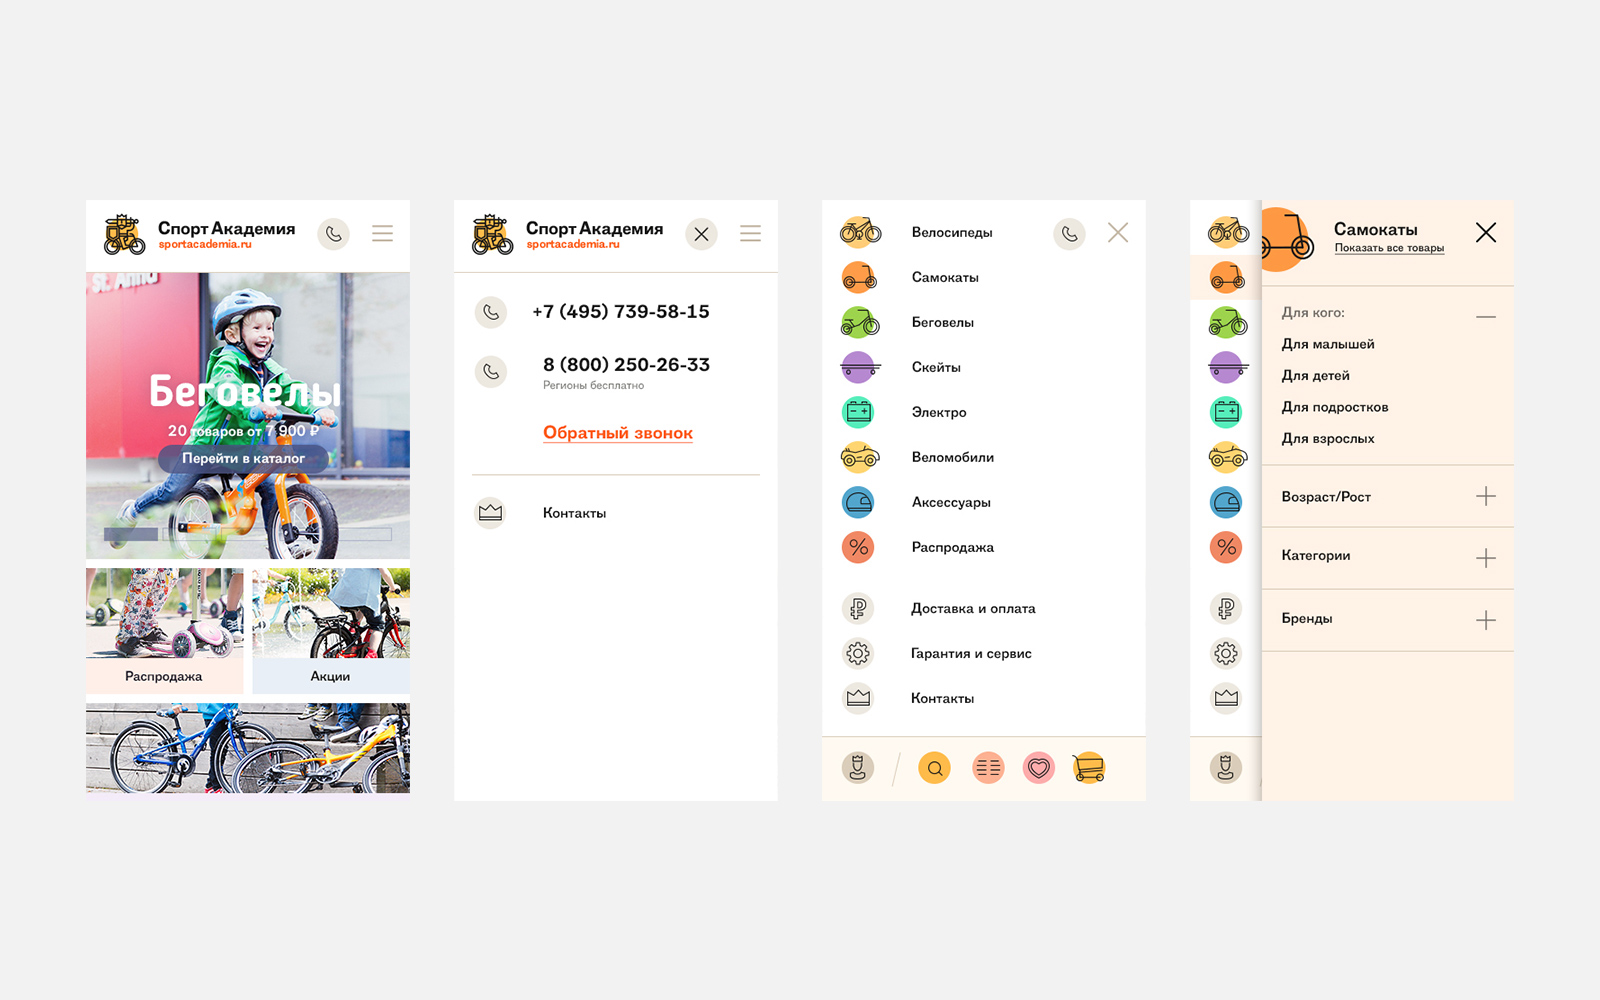 Спорт Академия
sportacademia.ru
St. Anno
Беговелы
20 товаров от 7 900 ₽
Перейти в каталог
Распродажа
Акции
Спорт Академия
sportacademia.ru
+7 (495) 739-58-15
8 (800) 250-26-33
Регионы бесплатно
Обратный звонок
Контакты
Велосипеды
Самокаты
Беговелы
Скейты
Электро
Веломобили
Аксессуары
%
Распродажа
₽
Доставка и оплата
Гарантия и сервис
Контакты
%
₽
Самокаты
Показать все товары
Для кого:
Для малышей
Для детей
Для подростков
Для взрослых
Возраст/Рост
Категории
Бренды